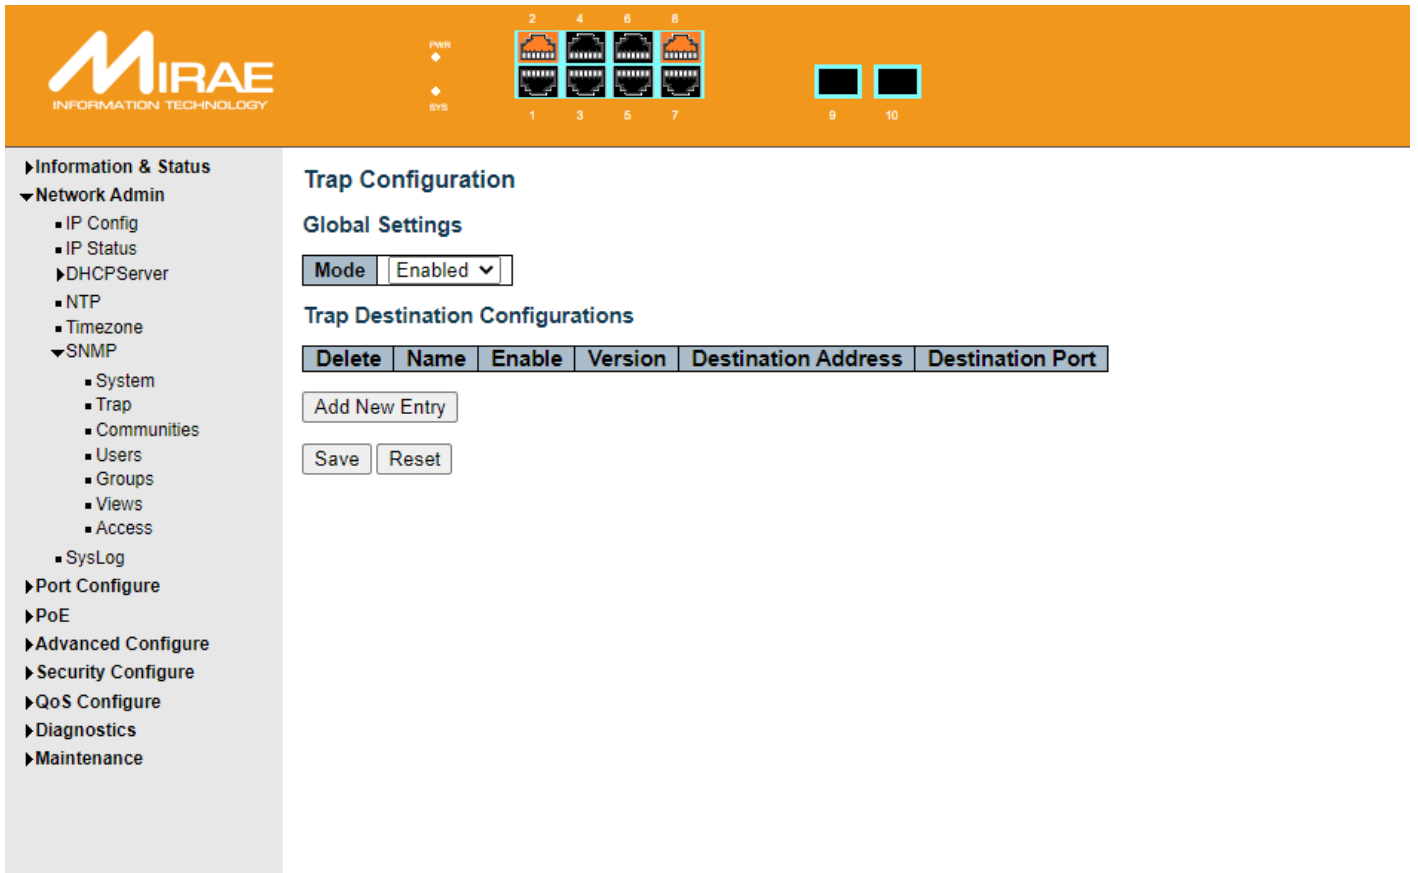 2 4 6 8
PWR
MIRAE
INFORMATION TECHNOLOGY
SYS
1 3 5 7 9 10
Information & Status
Network Admin
IP Config
IP Status
DHCPServer
NTP
Timezone
SNMP
System
Trap
Communities
Users
Groups
Views
Access
SysLog
Port Configure
PoE
Advanced Configure
Security Configure
QoS Configure
Diagnostics
Maintenance
Trap Configuration
Global Settings
Mode Enabled
Trap Destination Configurations
Delete Name Enable Version Destination Address Destination Port
Add New Entry
Save Reset